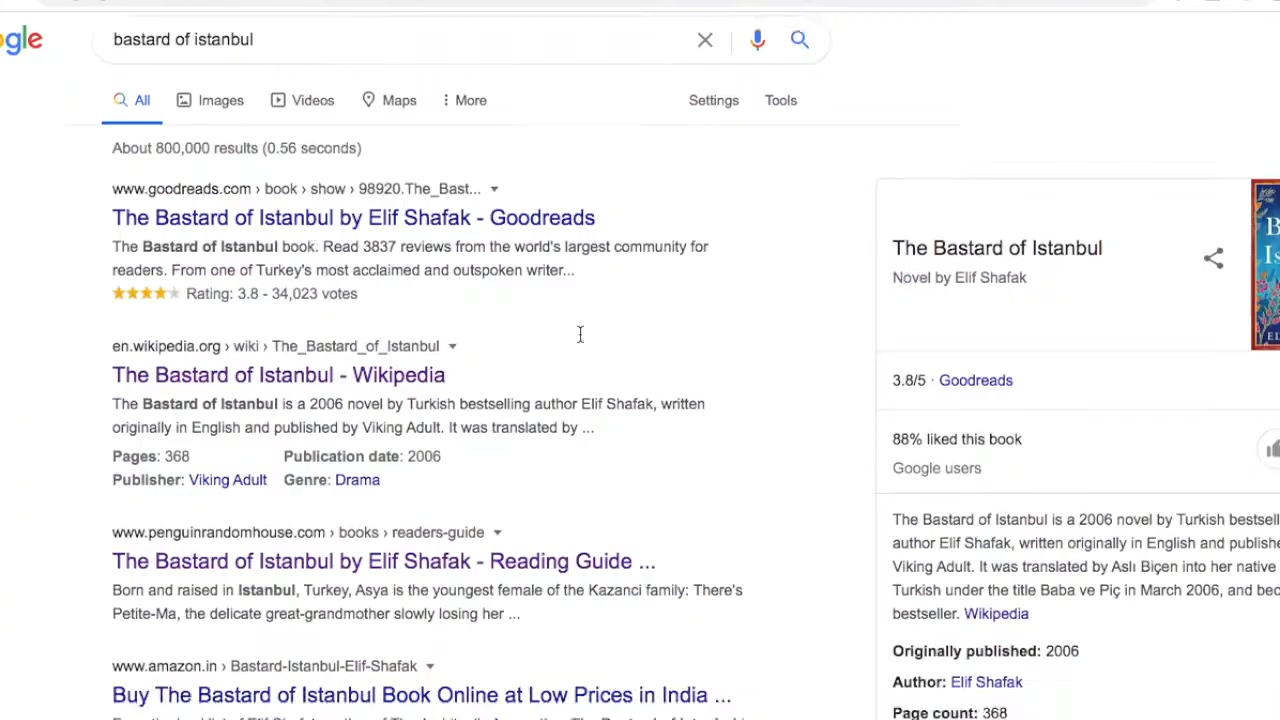 gle
bastard of istanbul
All Images Videos Maps More Settings Tools
About 800,000 results (0.56 seconds)
www.goodreads.com › book › show › 98920.The_Bast...
The Bastard of Istanbul by Elif Shafak - Goodreads
The Bastard of Istanbul book. Read 3837 reviews from the world's largest community for
readers. From one of Turkey's most acclaimed and outspoken writer...
Rating: 3.8 - 34,023 votes
en.wikipedia.org › wiki › The_Bastard_of_Istanbul
The Bastard of Istanbul - Wikipedia
The Bastard of Istanbul is a 2006 novel by Turkish bestselling author Elif Shafak, written
originally in English and published by Viking Adult. It was translated by ...
Pages: 368 Publication date: 2006
Publisher: Viking Adult Genre: Drama
www.penguinrandomhouse.com › books › readers-guide
The Bastard of Istanbul by Elif Shafak - Reading Guide ...
Born and raised in Istanbul, Turkey, Asya is the youngest female of the Kazanci family: There's
Petite-Ma, the delicate great-grandmother slowly losing her ...
www.amazon.in › Bastard-Istanbul-Elif-Shafak
Buy The Bastard of Istanbul Book Online at Low Prices in India ...
The Bastard of Istanbul
Novel by Elif Shafak
3.8/5 · Goodreads
88% liked this book
Google users
The Bastard of Istanbul is a 2006 novel by Turkish bestsell
author Elif Shafak, written originally in English and publishe
Viking Adult. It was translated by Aslı Biçen into her native
Turkish under the title Baba ve Piç in March 2006, and bec
bestseller. Wikipedia
Originally published: 2006
Author: Elif Shafak
Page count: 368